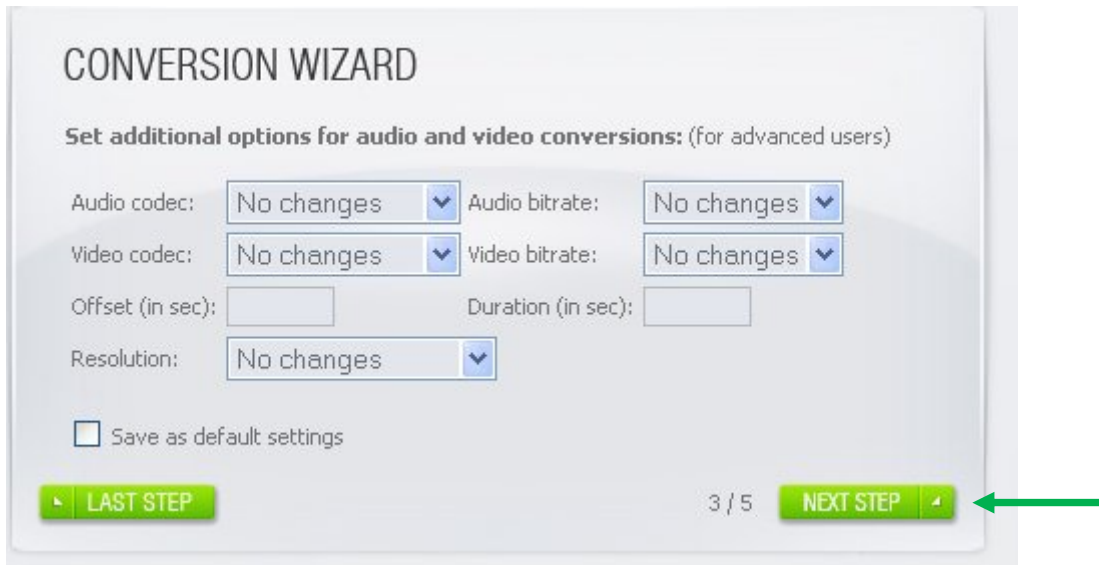 CONVERSION WIZARD
Set additional options for audio and video conversions: (for advanced users)
Audio codec: No changes Audio bitrate: No changes
Video codec: No changes Video bitrate: No changes
Offset (in sec): Duration (in sec):
Resolution: No changes
Save as default settings
LAST STEP 3 / 5 NEXT STEP